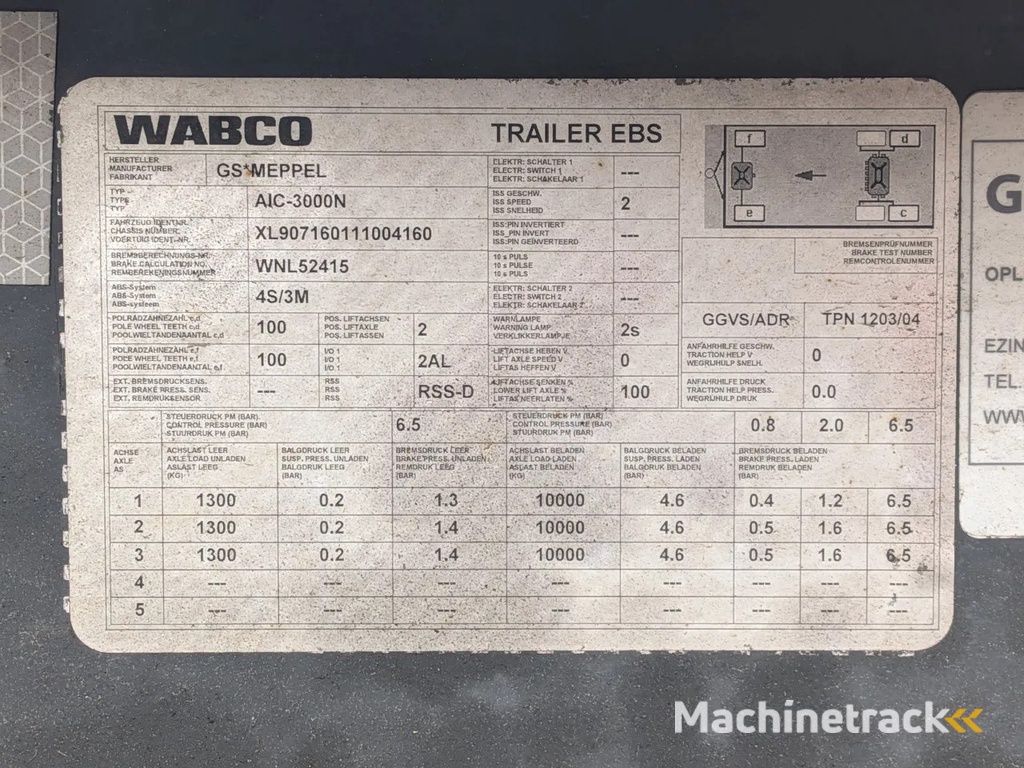 WABCO TRAILER EBS
HERSTELLER
MANUFACTURER
FABRIKANT
GS*MEPPEL
ELEKTR: SCHALTER 1
ELECTR: SWITCH 1
ELEKTR: SCHAKELAAR 1
---
TYP
TYPE
TYP
AIC-3000N
ISS GESCHW.
ISS SPEED
ISS SNELHEID
2
FAHRZEUG IDENT.NR.
CHASSIS NUMBER.
VOERTUIG IDENT.-NR.
XL907160111004160
ISS:PIN INVERTIERT
ISS_PIN INVERT
ISS:PIN GEÏNVERTEERD
---
BREMSBERECHNUNGS-NR.
BRAKE CALCULATION NO.
REMBEREKENINGSNUMMER
WNL52415
10 s PULS
10 s PULSE
10 s PULS
---
ABS-System
ABS-System
ABS-systeem
4S/3M
ELEKTR: SCHALTER 2
ELECTR: SWITCH 2
ELEKTR: SCHAKELAAR 2
---
POLRADZÄHNEZAHL c,d
POLE WHEEL TEETH c,d
POOLWIELTANDENAANTAL c,d
100
POS. LIFTACHSEN
POS. LIFTAXLE
POS. LIFTASSEN
2
WARNLAMPE
WARNING LAMP
VERKLIKKERLAMPJE
2s
POLRADZÄHNEZAHL e,f
POLE WHEEL TEETH e,f
POOLWIELTANDENAANTAL e,f
100
I/O 1
I/O 1
I/O 1
2AL
LIFTACHSE HEBEN V
LIFT AXLE SPEED V
LIFTAS HEFFEN V
0
EXT. BREMSDRUCKSENS.
EXT. BRAKE PRESS. SENS.
EXT. REMDRUKSENSOR
---
RSS
RSS
RSS
RSS-D
LIFTACHSE SENKEN %
LOWER LIFT AXLE %
LIFTAS NEERLATEN %
100
f
d
e
c
BREMSENPRÜFNUMMER
BRAKE TEST NUMBER
REMCONTROLENUMMER
GGVS/ADR TPN 1203/04
ANFAHRHILFE GESCHW.
TRACTION HELP V
WEGRIJHULP SNELH.
0
ANFAHRHILFE DRUCK
TRACTION HELP PRESS.
WEGRIJHULP DRUK
0.0
STEUERDRUCK PM (BAR).
CONTROL PRESSURE (BAR)
STUURDRUK PM (BAR)
6.5
STEUERDRUCK PM (BAR)
CONTROL PRESSURE (BAR)
STUURDRUK PM (BAR)
0.8 2.0 6.5
ACHSE
AXLE
AS
ACHSLAST LEER
AXLE LOAD UNLADEN
ASLAST LEEG
(KG)
BALGDRUCK LEER
SUSP. PRESS. UNLADEN
BALGDRUK LEEG
(BAR)
BREMSDRUCK LEER
BRAKE PRESS. UNLADEN
REMDRUK LEEG
(BAR)
ACHSLAST BELADEN
AXLE LOAD LADEN
ASLAST BELADEN
(KG)
BALGDRUCK BELADEN
SUSP. PRESS. LADEN
BALGDRUK BELADEN
(BAR)
BREMSDRUCK BELADEN
BRAKE PRESS. LADEN
REMDRUK BELADEN
(BAR)
1 1300 0.2 1.3 10000 4.6 0.4 1.2 6.5
2 1300 0.2 1.4 10000 4.6 0.5 1.6 6.5
3 1300 0.2 1.4 10000 4.6 0.5 1.6 6.5
4 --- --- --- --- --- --- --- ---
5 --- --- --- --- --- --- --- ---
G
OPL
EZIN
TEL.
WWW
Machinetrack